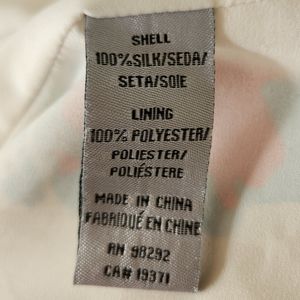 SHELL
100%SILK/SEDA/
SETA/SOIE
LINING
100% POLYESTER/
POLIESTER/
POLIÉSTERE
MADE IN CHINA
FABRIQUÉ EN CHINE
RN 98292
CA# 19371